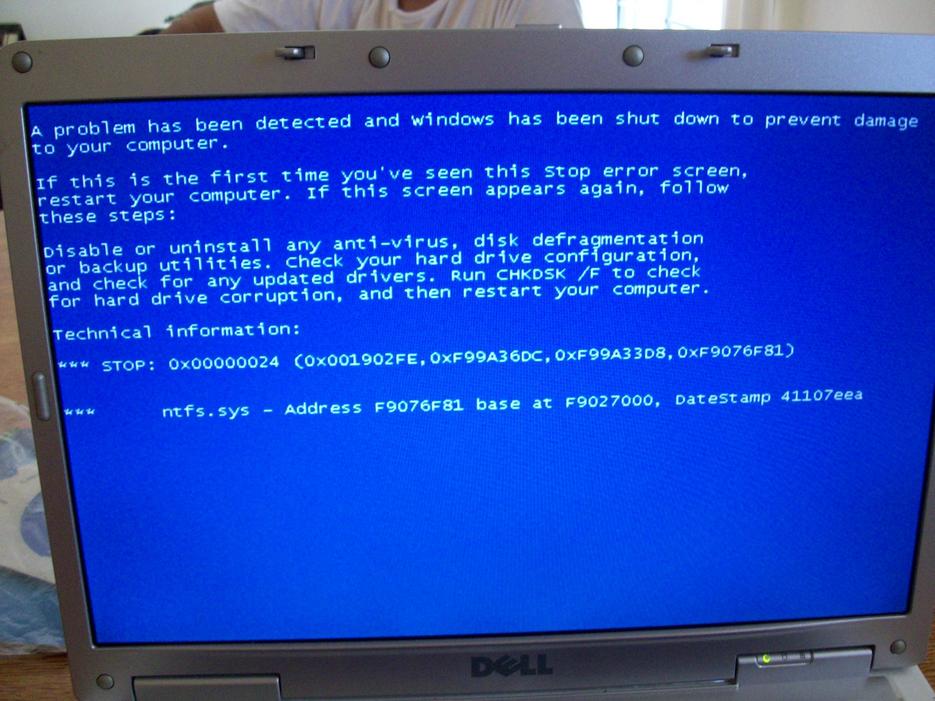 A problem has been detected and Windows has been shut down to prevent damage
to your computer.
If this is the first time you've seen this Stop error screen,
restart your computer. If this screen appears again, follow
these steps:
Disable or uninstall any anti-virus, disk defragmentation
or backup utilities. Check your hard drive configuration,
and check for any updated drivers. Run CHKDSK /F to check
for hard drive corruption, and then restart your computer.
Technical information:
*** STOP: 0x00000024 (0x001902FE,0xF99A36DC,0xF99A33D8,0xF9076F81)
*** ntfs.sys - Address F9076F81 base at F9027000, DateStamp 41107eea
DELL